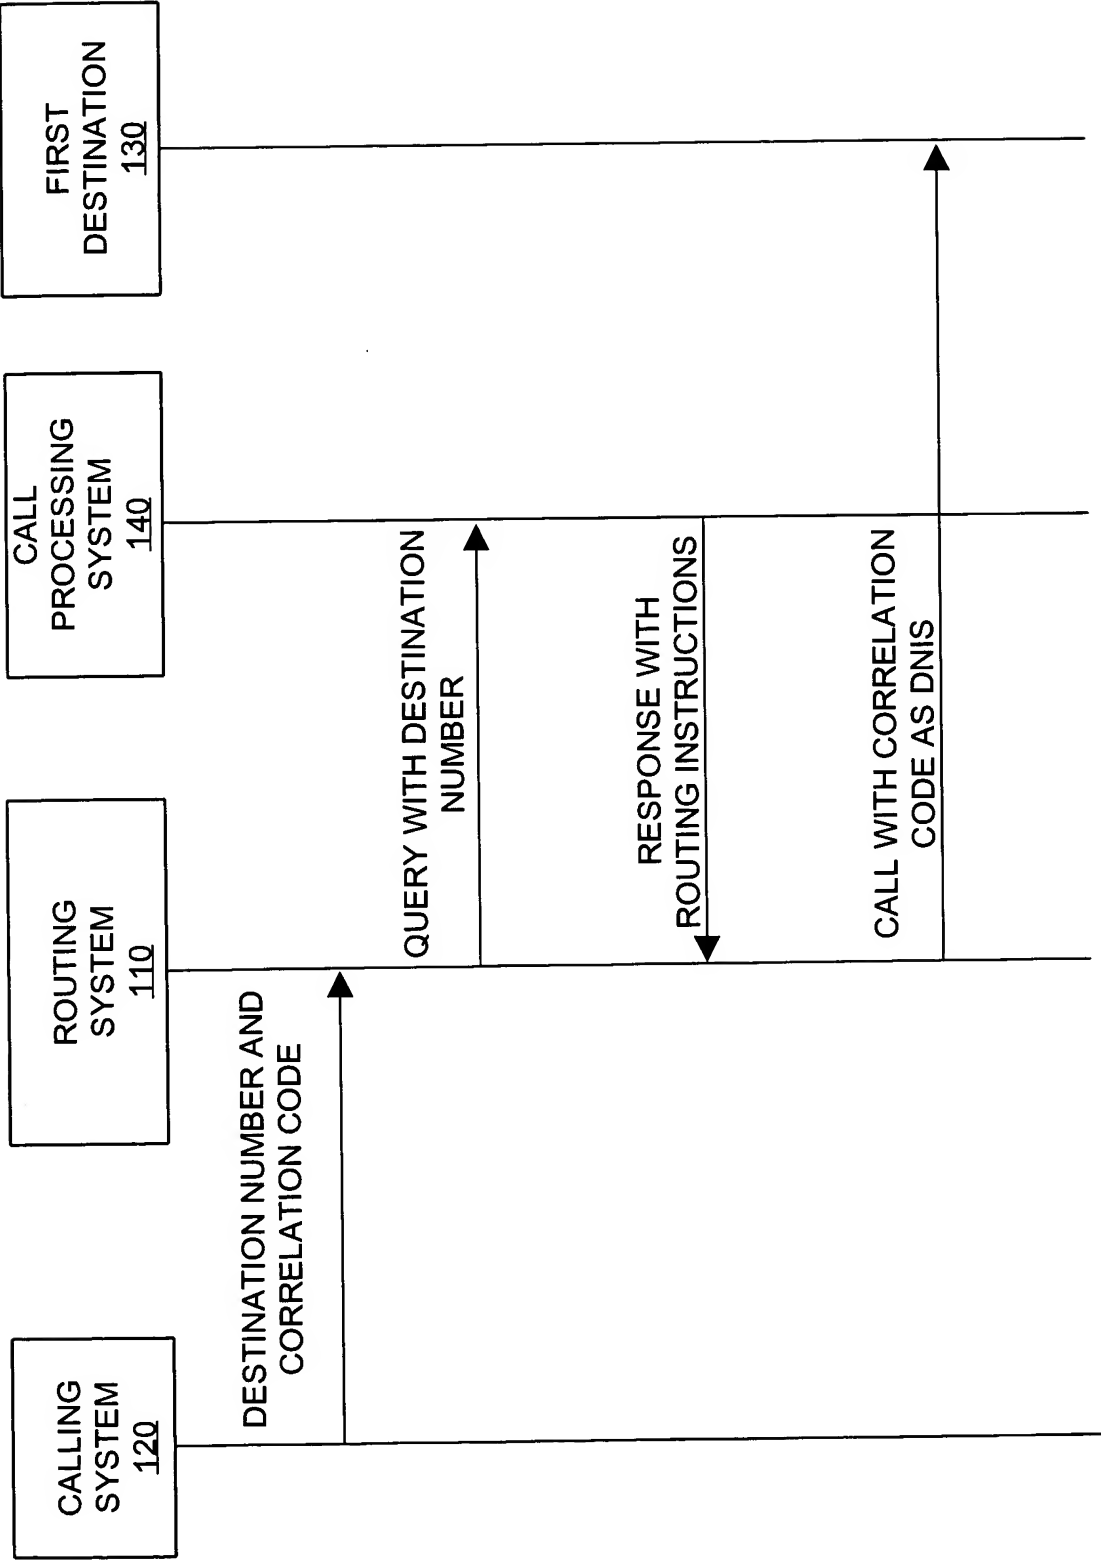 CALLING
SYSTEM
120
ROUTING
SYSTEM
110
CALL
PROCESSING
SYSTEM
140
FIRST
DESTINATION
130
DESTINATION NUMBER AND
CORRELATION CODE
QUERY WITH DESTINATION
NUMBER
RESPONSE WITH
ROUTING INSTRUCTIONS
CALL WITH CORRELATION
CODE AS DNIS